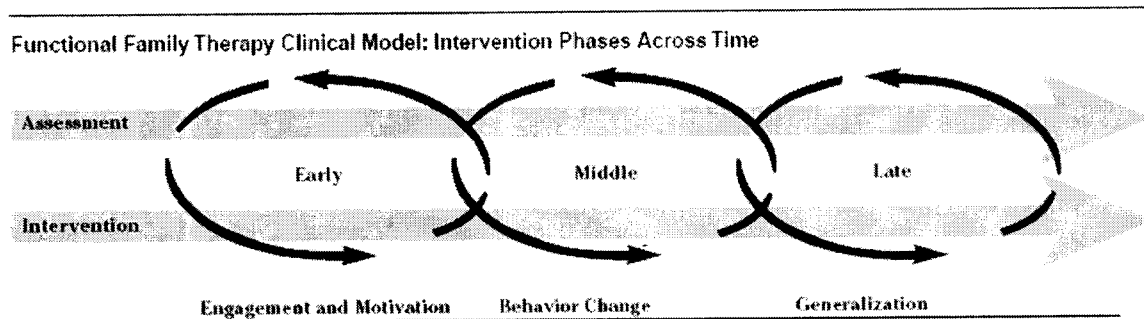 Functional Family Therapy Clinical Model: Intervention Phases Across Time
Assessment
Early Middle Late
Intervention
Engagement and Motivation Behavior Change Generalization